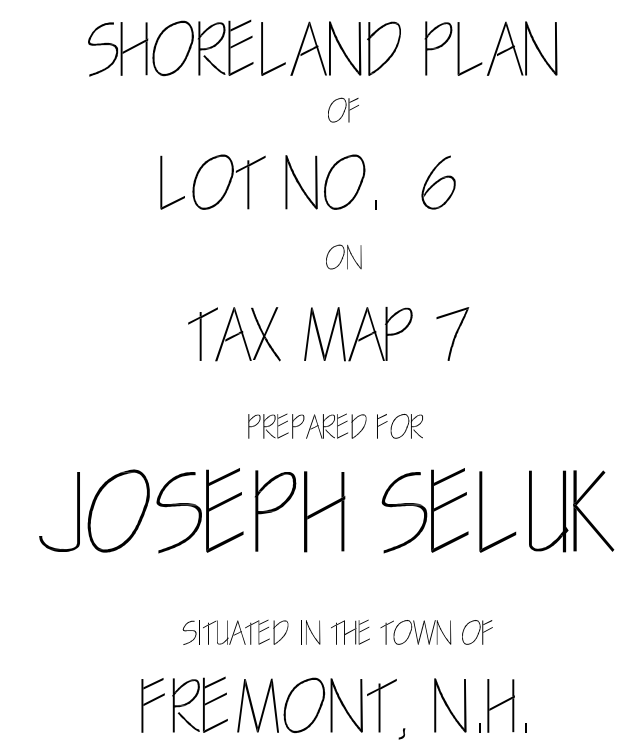 SHORELAND PLAN
OF
LOT NO. 6
ON
TAX MAP 7
PREPARED FOR
JOSEPH SELUK
SITUATED IN THE TOWN OF
FREMONT, N.H.